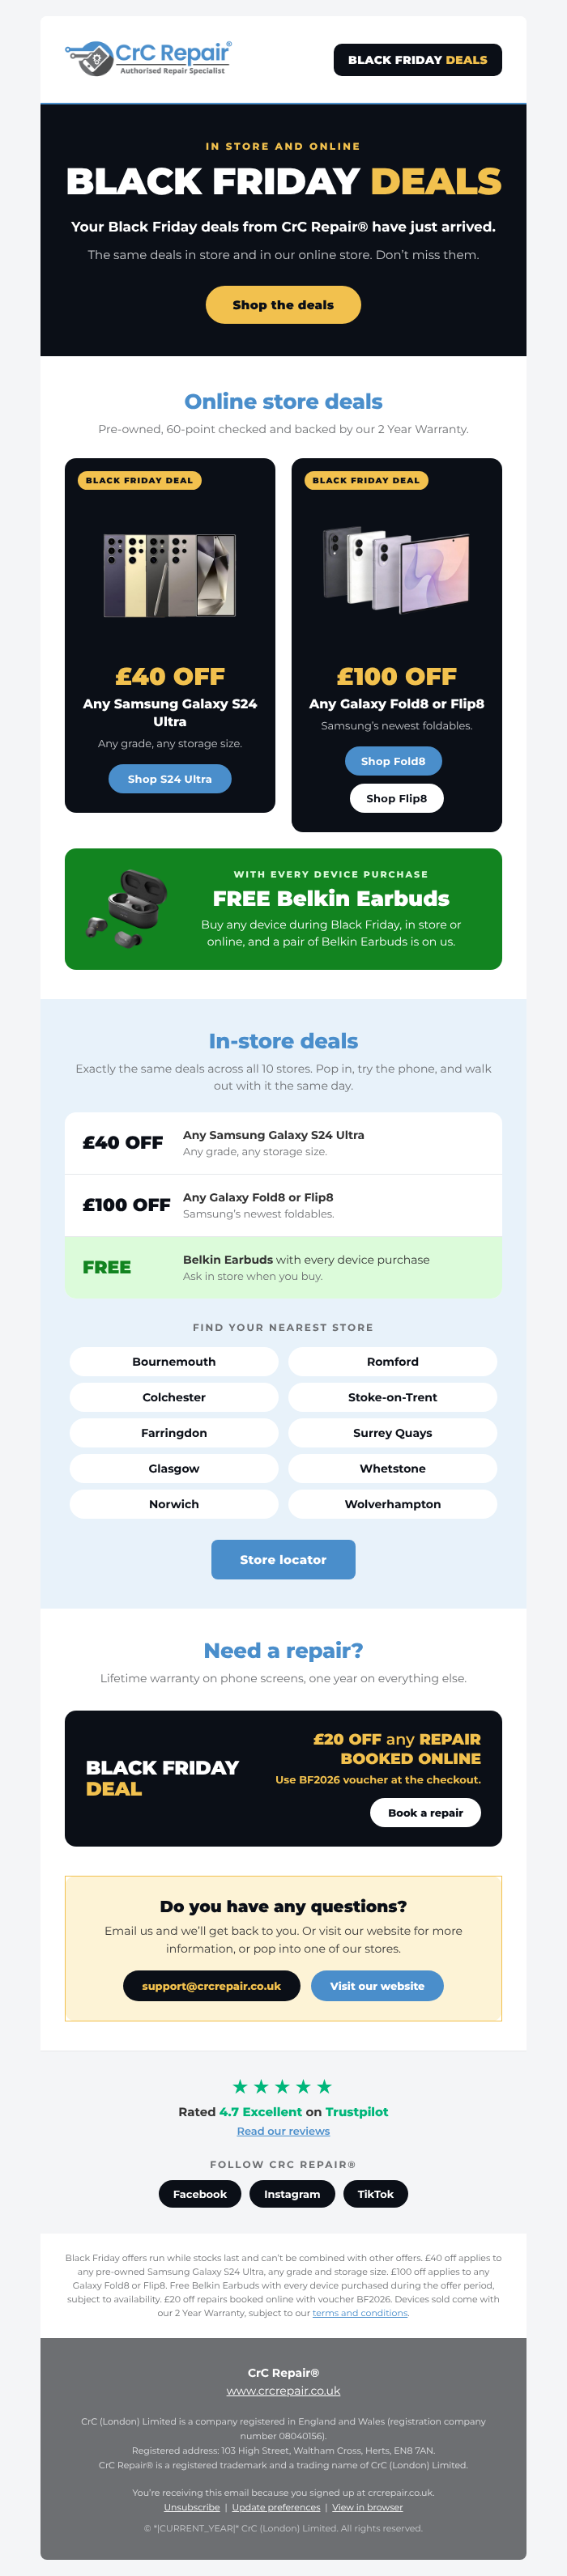 CrC Repair®
Authorised Repair Specialist
BLACK FRIDAY DEALS
IN STORE AND ONLINE
BLACK FRIDAY DEALS
Your Black Friday deals from CrC Repair® have just arrived.
The same deals in store and in our online store. Don’t miss them.
Shop the deals
Online store deals
Pre-owned, 60-point checked and backed by our 2 Year Warranty.
BLACK FRIDAY DEAL
£40 OFF
Any Samsung Galaxy S24
Ultra
Any grade, any storage size.
Shop S24 Ultra
BLACK FRIDAY DEAL
£100 OFF
Any Galaxy Fold8 or Flip8
Samsung’s newest foldables.
Shop Fold8
Shop Flip8
WITH EVERY DEVICE PURCHASE
FREE Belkin Earbuds
Buy any device during Black Friday, in store or
online, and a pair of Belkin Earbuds is on us.
In-store deals
Exactly the same deals across all 10 stores. Pop in, try the phone, and walk
out with it the same day.
£40 OFF
Any Samsung Galaxy S24 Ultra
Any grade, any storage size.
£100 OFF
Any Galaxy Fold8 or Flip8
Samsung’s newest foldables.
FREE
Belkin Earbuds with every device purchase
Ask in store when you buy.
FIND YOUR NEAREST STORE
Bournemouth
Romford
Colchester
Stoke-on-Trent
Farringdon
Surrey Quays
Glasgow
Whetstone
Norwich
Wolverhampton
Store locator
Need a repair?
Lifetime warranty on phone screens, one year on everything else.
BLACK FRIDAY
DEAL
£20 OFF any REPAIR
BOOKED ONLINE
Use BF2026 voucher at the checkout.
Book a repair
Do you have any questions?
Email us and we’ll get back to you. Or visit our website for more
information, or pop into one of our stores.
support@crcrepair.co.uk
Visit our website
★★★★★
Rated 4.7 Excellent on Trustpilot
Read our reviews
FOLLOW CRC REPAIR®
Facebook
Instagram
TikTok
Black Friday offers run while stocks last and can’t be combined with other offers. £40 off applies to
any pre-owned Samsung Galaxy S24 Ultra, any grade and storage size. £100 off applies to any
Galaxy Fold8 or Flip8. Free Belkin Earbuds with every device purchased during the offer period,
subject to availability. £20 off repairs booked online with voucher BF2026. Devices sold come with
our 2 Year Warranty, subject to our terms and conditions.
CrC Repair®
www.crcrepair.co.uk
CrC (London) Limited is a company registered in England and Wales (registration company
number 08040156).
Registered address: 103 High Street, Waltham Cross, Herts, EN8 7AN.
CrC Repair® is a registered trademark and a trading name of CrC (London) Limited.
You’re receiving this email because you signed up at crcrepair.co.uk.
Unsubscribe | Update preferences | View in browser
© *|CURRENT_YEAR|* CrC (London) Limited. All rights reserved.